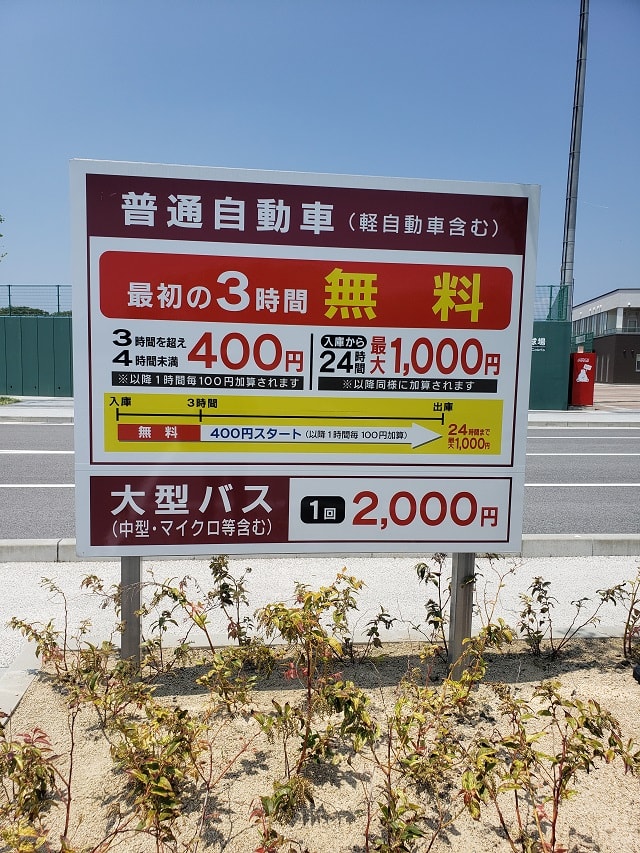 普通自動車（軽自動車含む）
最初の3時間 無 料
3時間を超え
4時間未満
400円
※以降1時間毎100円加算されます
入庫から
24時間
最大
1,000円
※以降同様に加算されます
入庫 3時間 出庫
無 料 400円スタート（以降1時間毎100円加算）
24時間まで
最大1,000円
大型バス
（中型・マイクロ等含む）
1回 2,000円
球場